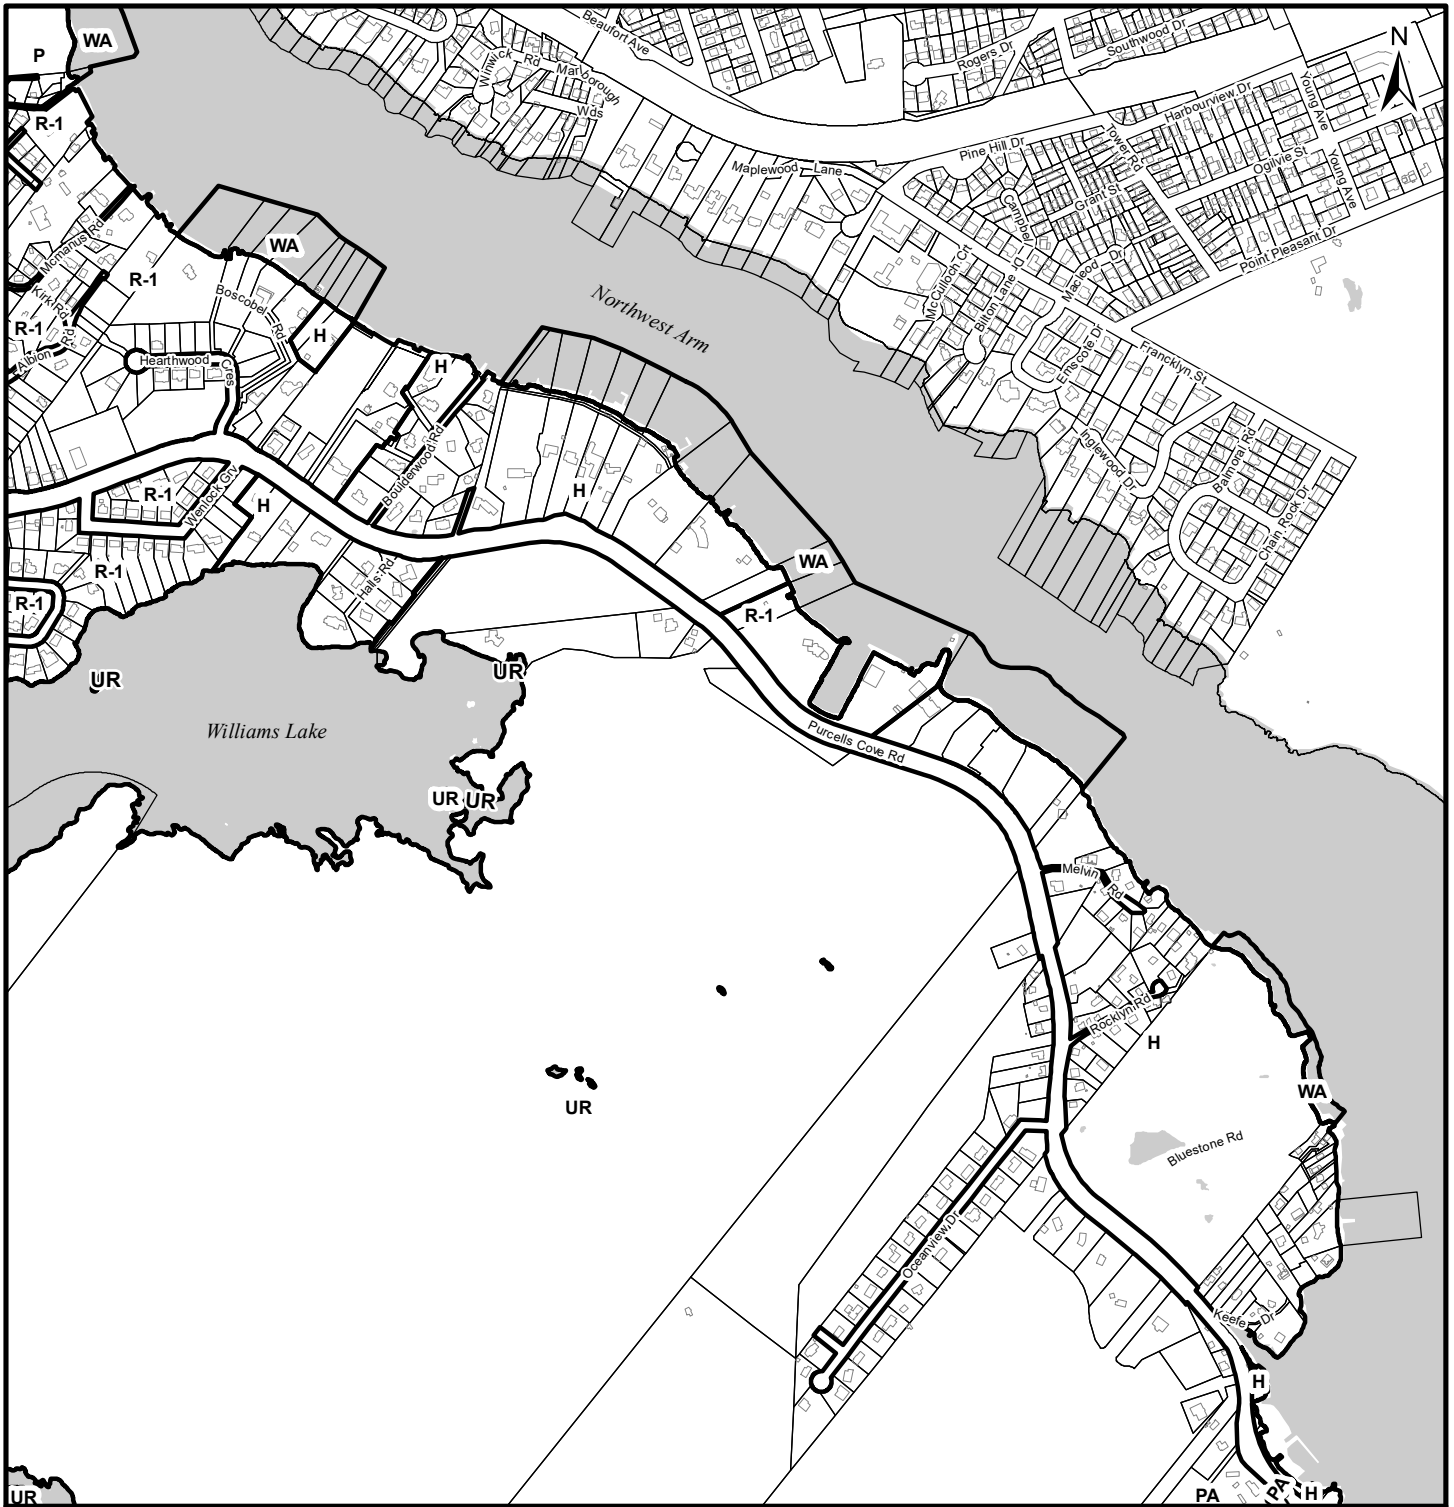 Beaufort Ave
Southwood Dr
Rogers Dr
N
P
WA
Winwick Rd
Marlborough
Wds
Young Ave
Harbourview Dr
R-1
Tower Rd
Pine Hill Dr
Ogilvie St
Young Ave
Maplewood Lane
Grant St
Cambel
Rd
Mcmanus Rd
WA
McCulloch Crt
Macleod Dr
Point Pleasant Dr
R-1
Bilton Lane
Kirk Rd
Boscobel Rd
Northwest Arm
R-1
Rd
H
Albion
Hearthwood
Cres
H
Emscote Dr
Francklyn St
Boulderwood Rd
Inglewood Dr
Balmoral Rd
R-1
Wenlock Grv
H
H
Chain Rock Dr
R-1
Halls Rd
WA
R-1
R-1
UR
UR
Williams Lake
Purcells Cove Rd
UR
UR
Melvin Rd
Rocklyn Rd
H
UR
WA
Bluestone Rd
Oceanview Dr
Keefe Dr
H
UR
PA
PA
H